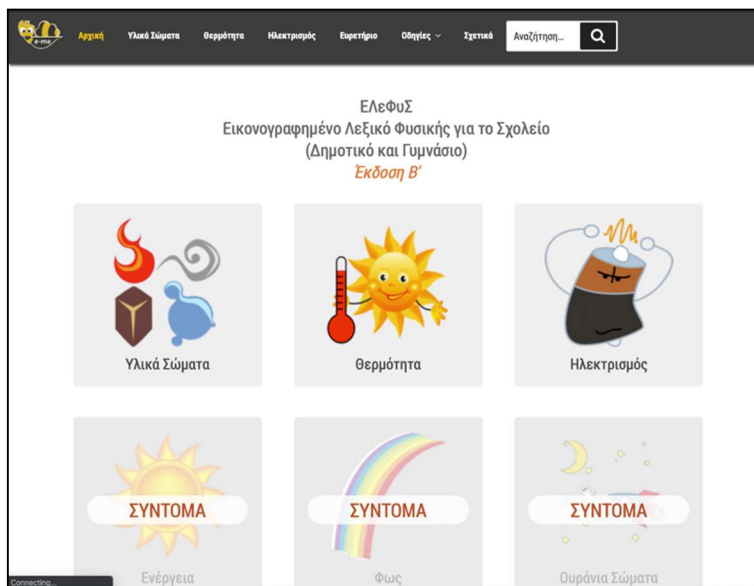 e-me
Αρχική Υλικά Σώματα Θερμότητα Ηλεκτρισμός Ευρετήριο Οδηγίες Σχετικά Αναζήτηση...
ΕΛεΦυΣ
Εικονογραφημένο Λεξικό Φυσικής για το Σχολείο
(Δημοτικό και Γυμνάσιο)
Έκδοση Β'
Υλικά Σώματα Θερμότητα Ηλεκτρισμός
ΣΥΝΤΟΜΑ ΣΥΝΤΟΜΑ ΣΥΝΤΟΜΑ
Ενέργεια Φως Ουράνια Σώματα
Connecting...